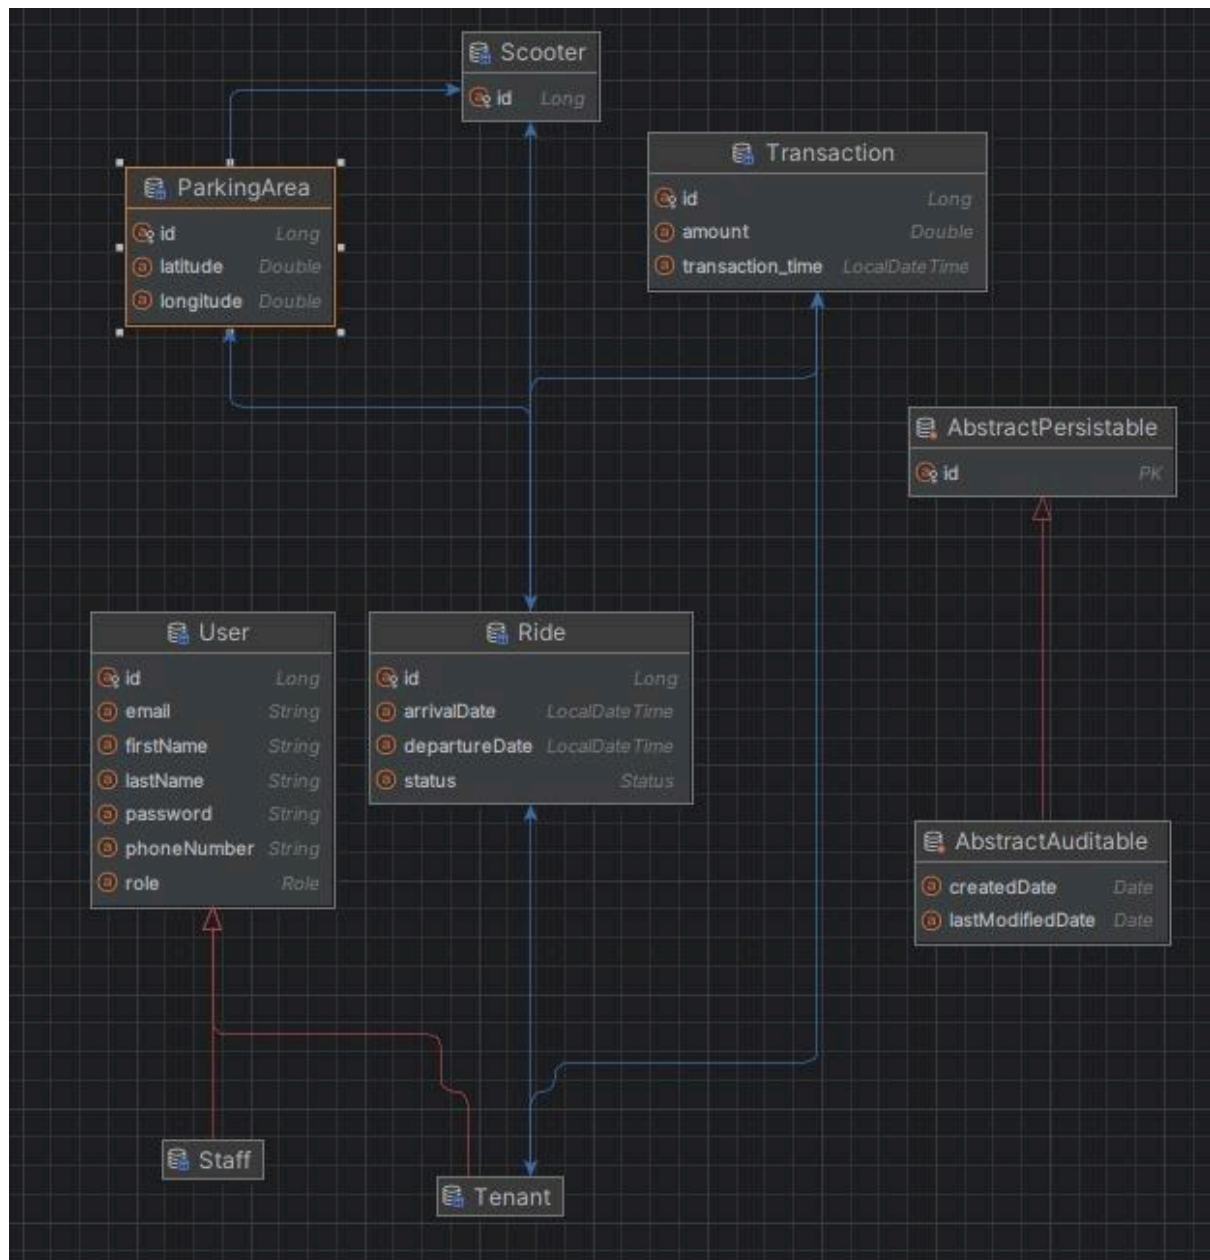 Scooter
id Long
Transaction
id Long
amount Double
transaction_time LocalDateTime
ParkingArea
id Long
latitude Double
longitude Double
AbstractPersistable
id PK
User
id Long
email String
firstName String
lastName String
password String
phoneNumber String
role Role
Ride
id Long
arrivalDate LocalDateTime
departureDate LocalDateTime
status Status
AbstractAuditable
createdDate Date
lastModifiedDate Date
Staff
Tenant